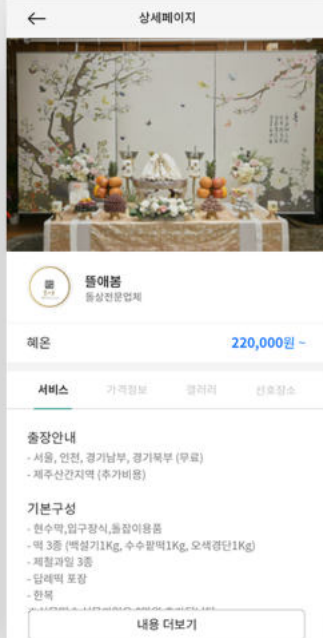 상세페이지
뜰애봄
돌상전문업체
혜온
220,000원 ~
서비스
가격정보
갤러리
선호장소
출장안내
- 서울, 인천, 경기남부, 경기북부 (무료)
- 제주산간지역 (추가비용)
기본구성
- 현수막,입구장식,돌잡이용품
- 떡 3종 (백설기1Kg, 수수팥떡1Kg, 오색경단1Kg)
- 제철과일 3종
- 답례떡 포장
- 한복
내용 더보기